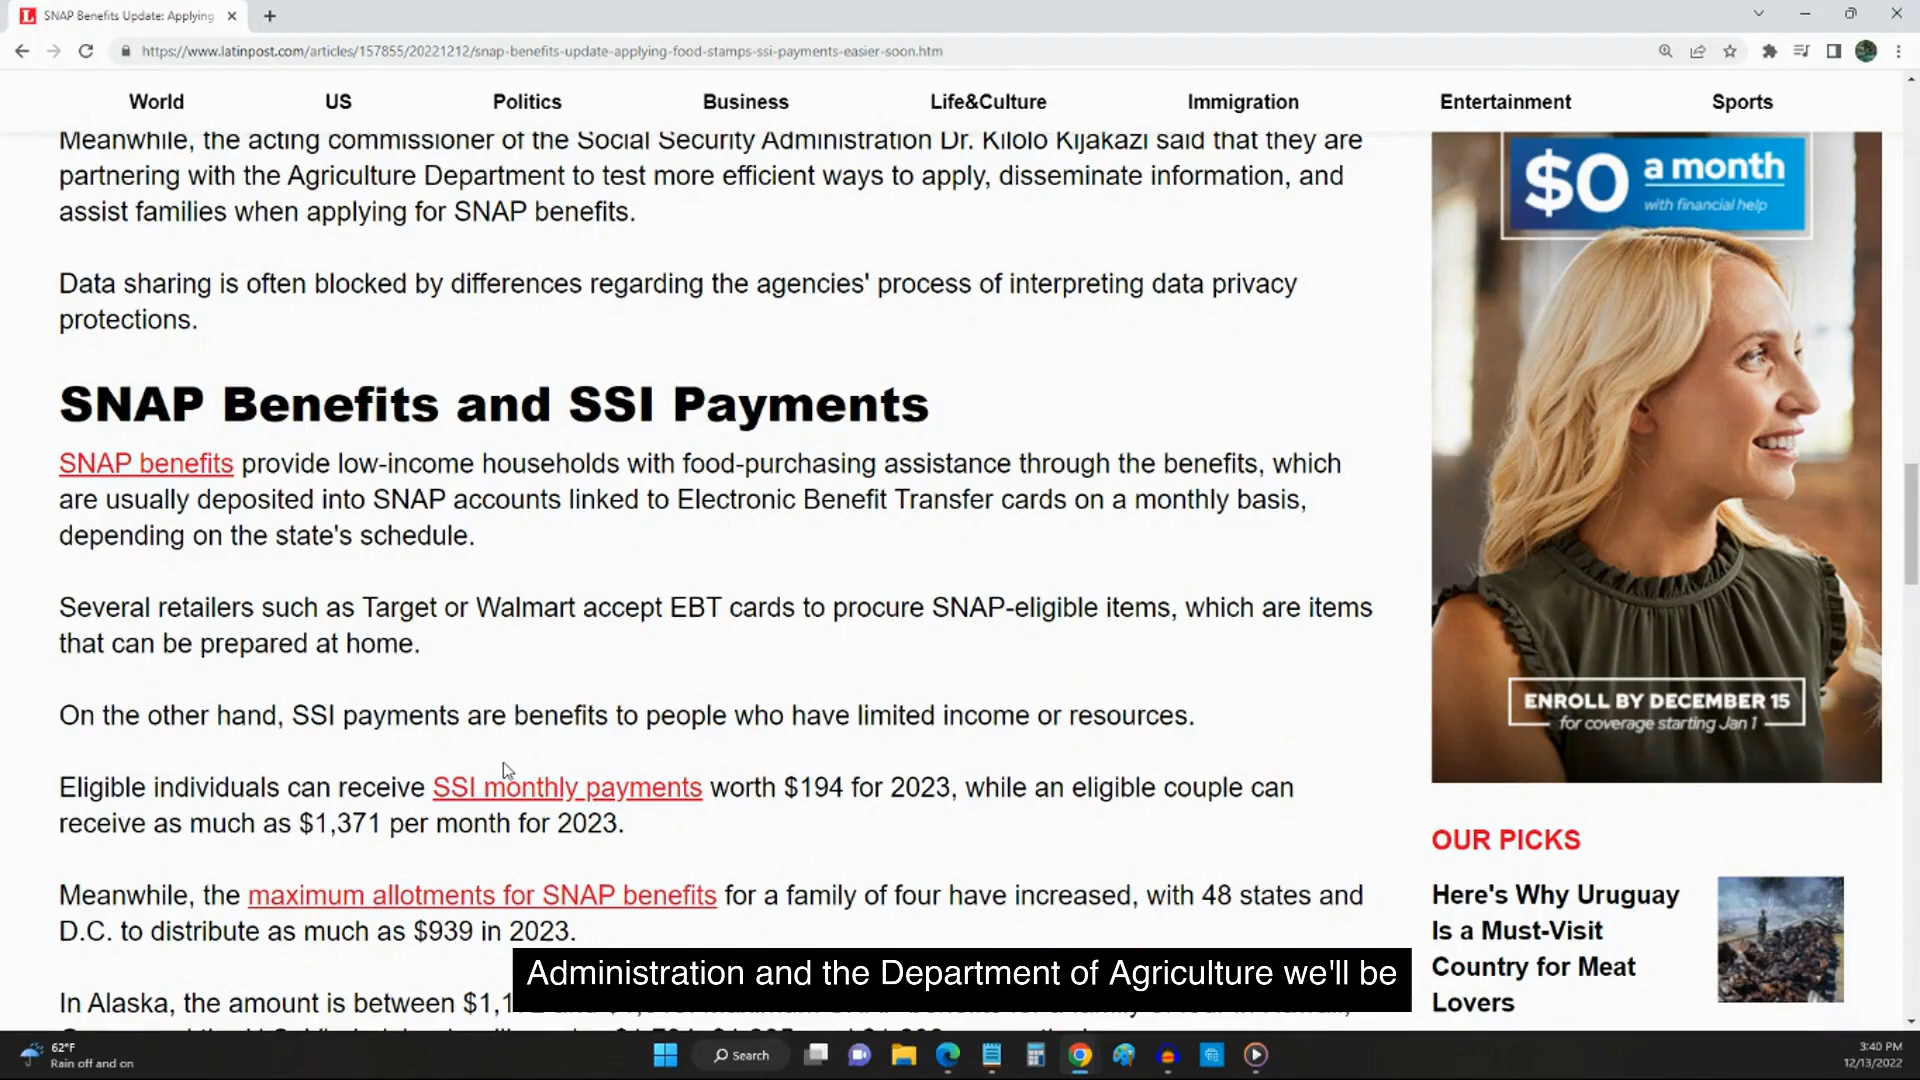 SNAP Benefits Update: Applying
https://www.latinpost.com/articles/157855/20221212/snap-benefits-update-applying-food-stamps-ssi-payments-easier-soon.htm
World US Politics Business Life&Culture Immigration Entertainment Sports
Meanwhile, the acting commissioner of the Social Security Administration Dr. Kilolo Kijakazi said that they are
partnering with the Agriculture Department to test more efficient ways to apply, disseminate information, and
assist families when applying for SNAP benefits.
Data sharing is often blocked by differences regarding the agencies' process of interpreting data privacy
protections.
SNAP Benefits and SSI Payments
SNAP benefits provide low-income households with food-purchasing assistance through the benefits, which
are usually deposited into SNAP accounts linked to Electronic Benefit Transfer cards on a monthly basis,
depending on the state's schedule.
Several retailers such as Target or Walmart accept EBT cards to procure SNAP-eligible items, which are items
that can be prepared at home.
On the other hand, SSI payments are benefits to people who have limited income or resources.
Eligible individuals can receive SSI monthly payments worth $194 for 2023, while an eligible couple can
receive as much as $1,371 per month for 2023.
Meanwhile, the maximum allotments for SNAP benefits for a family of four have increased, with 48 states and
D.C. to distribute as much as $939 in 2023.
In Alaska, the amount is between
$0 a month
with financial help
ENROLL BY DECEMBER 15
for coverage starting Jan 1
OUR PICKS
Here's Why Uruguay
Is a Must-Visit
Country for Meat
Lovers
Administration and the Department of Agriculture we'll be
62°F
Rain off and on
Search
3:40 PM
12/13/2022